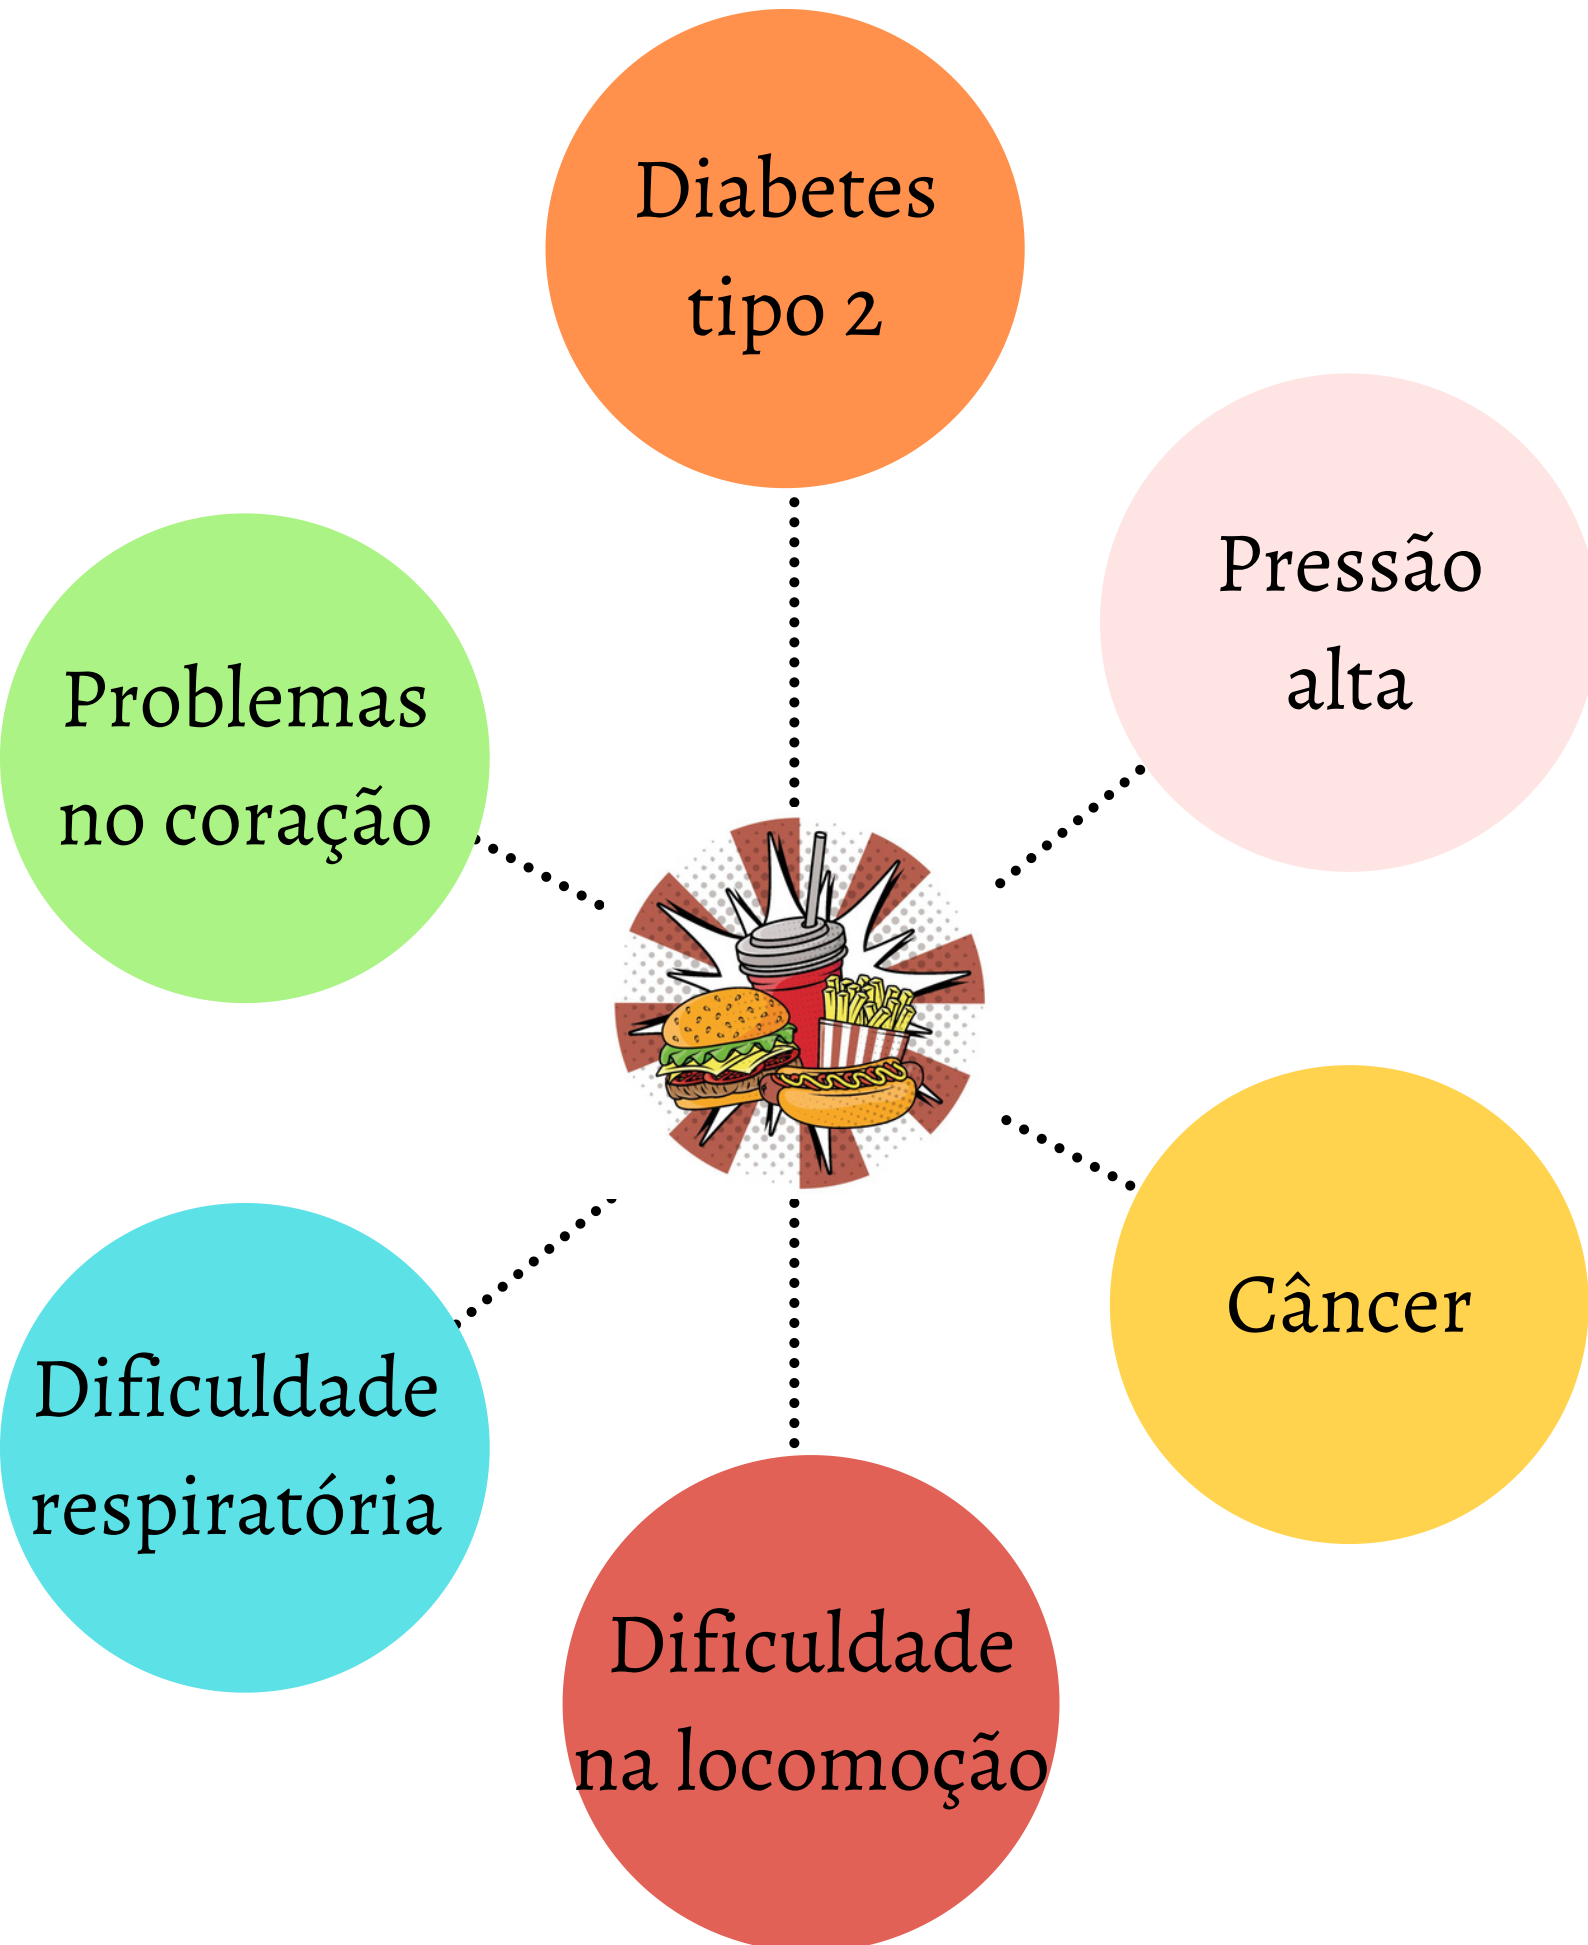 Diabetes
tipo 2
Pressão
alta
Problemas
no coração
Câncer
Dificuldade
respiratória
Dificuldade
na locomoção